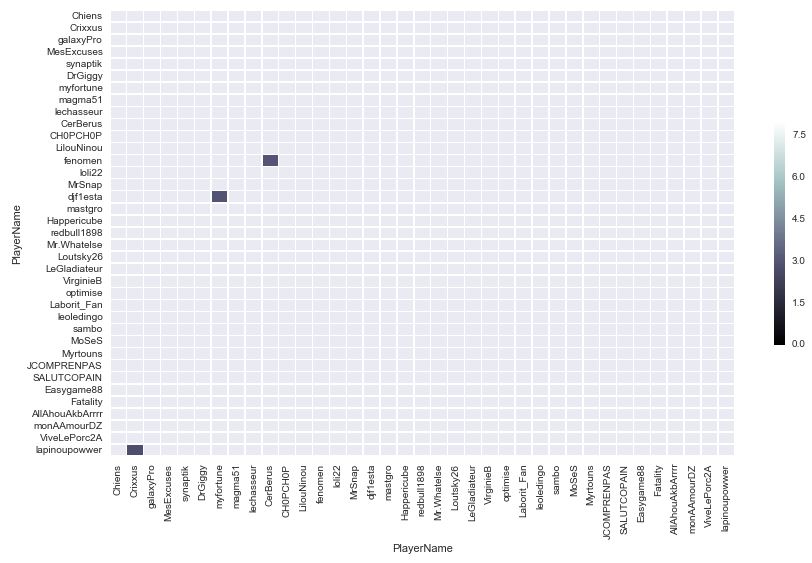 Chiens
Crixxus
galaxyPro
MesExcuses
synaptik
DrGiggy
myfortune
magma51
lechasseur
CerBerus
CH0PCH0P
LilouNinou
fenomen
loli22
MrSnap
djf1esta
mastgro
Happericube
redbull1898
Mr.Whatelse
Loutsky26
LeGladiateur
VirginieB
optimise
Laborit_Fan
leoledingo
sambo
MoSeS
Myrtouns
JCOMPRENPAS
SALUTCOPAIN
Easygame88
Fatality
AllAhouAkbArrrr
monAAmourDZ
ViveLePorc2A
lapinoupowwer
PlayerName
Chiens
Crixxus
galaxyPro
MesExcuses
synaptik
DrGiggy
myfortune
magma51
lechasseur
CerBerus
CH0PCH0P
LilouNinou
fenomen
loli22
MrSnap
djf1esta
mastgro
Happericube
redbull1898
Mr.Whatelse
Loutsky26
LeGladiateur
VirginieB
optimise
Laborit_Fan
leoledingo
sambo
MoSeS
Myrtouns
JCOMPRENPAS
SALUTCOPAIN
Easygame88
Fatality
AllAhouAkbArrrr
monAAmourDZ
ViveLePorc2A
lapinoupowwer
PlayerName
7.5
6.0
4.5
3.0
1.5
0.0